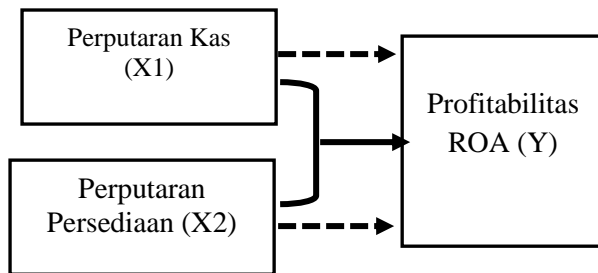 Perputaran Kas
(X1)
Profitabilitas
ROA (Y)
Perputaran
Persediaan (X2)